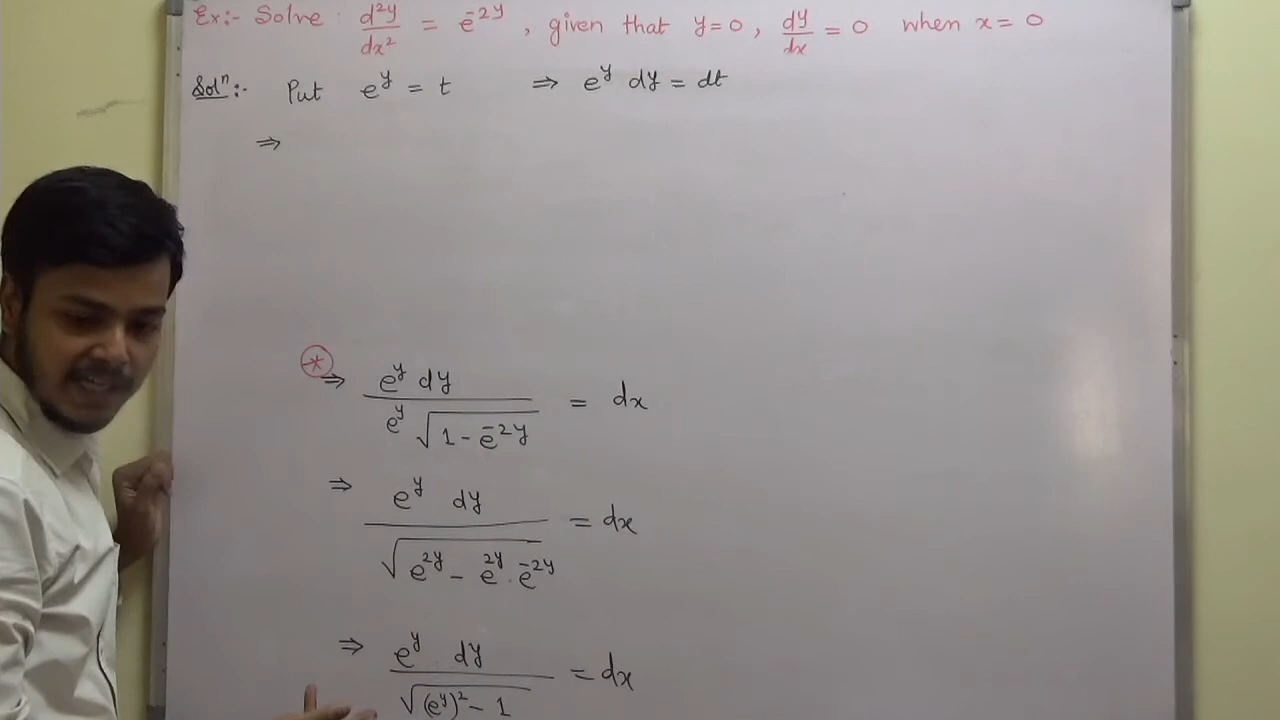 Ex:- Solve : d²y/dx² = e^{-2y} , given that y=0 , dy/dx = 0 when x=0
Solⁿ:- Put e^y = t ⇒ e^y dy = dt
⇒
* ⇒ e^y dy / e^y √(1 - e^{-2y}) = dx
⇒ e^y dy / √(e^{2y} - e^{2y} . e^{-2y}) = dx
⇒ e^y . dy / √((e^y)² - 1) = dx